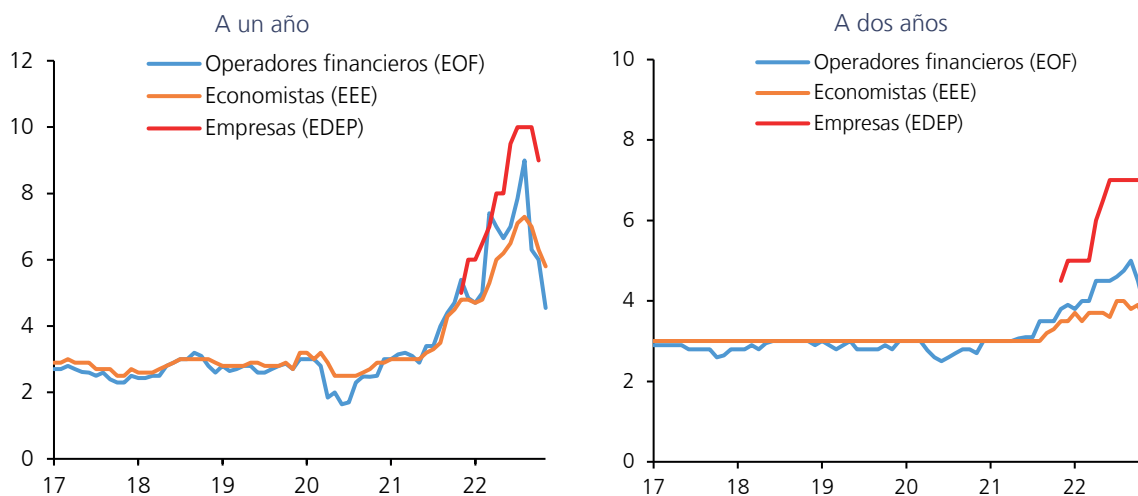 A un año
Operadores financieros (EOF)
Economistas (EEE)
Empresas (EDEP)
12
10
8
6
4
2
0
17 18 19 20 21 22
A dos años
Operadores financieros (EOF)
Economistas (EEE)
Empresas (EDEP)
10
8
6
4
2
0
17 18 19 20 21 22